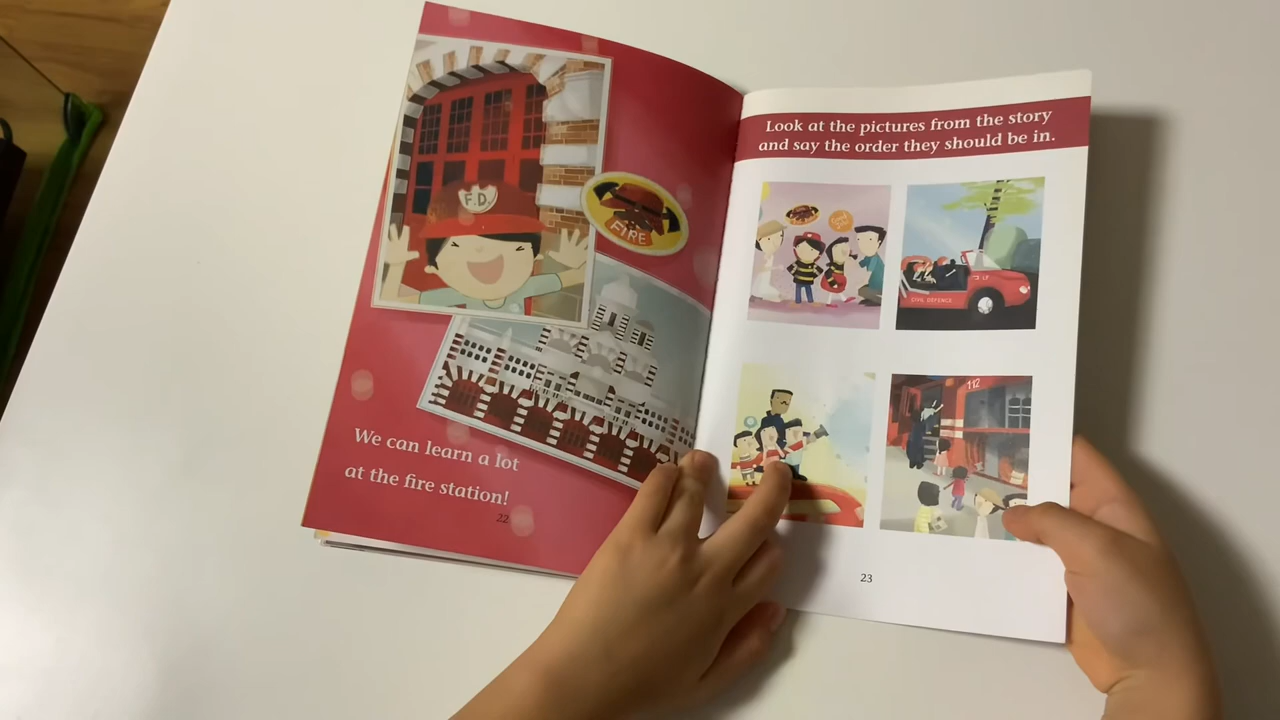 F.D.
FIRE
We can learn a lot
at the fire station!
22
Look at the pictures from the story
and say the order they should be in.
CIVIL DEFENCE
112
23